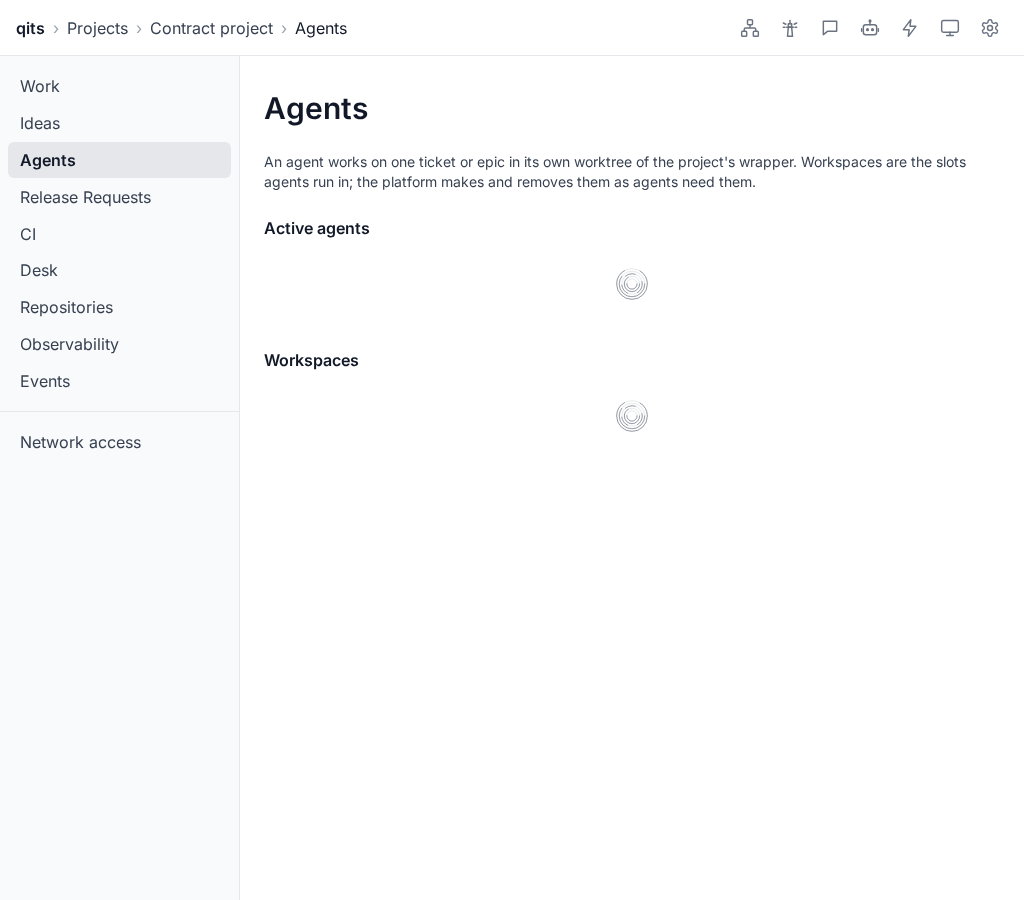 qits › Projects › Contract project › Agents
Work
Ideas
Agents
Release Requests
CI
Desk
Repositories
Observability
Events
Network access
Agents
An agent works on one ticket or epic in its own worktree of the project's wrapper. Workspaces are the slots
agents run in; the platform makes and removes them as agents need them.
Active agents
Workspaces